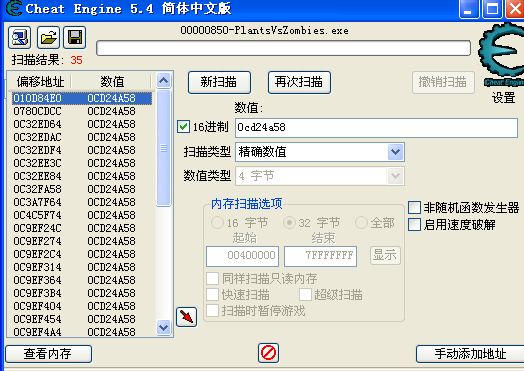 Cheat Engine 5.4 简体中文版
00000850-PlantsVsZombies.exe
扫描结果: 35
偏移地址 数值
010D84E0 0CD24A58
0780CDCC 0CD24A58
0C32ED64 0CD24A58
0C32EDAC 0CD24A58
0C32EDF4 0CD24A58
0C32EE3C 0CD24A58
0C32EE84 0CD24A58
0C32FA58 0CD24A58
0C3A7F64 0CD24A58
0C4C5F74 0CD24A58
0C9EF24C 0CD24A58
0C9EF274 0CD24A58
0C9EF2C4 0CD24A58
0C9EF314 0CD24A58
0C9EF364 0CD24A58
0C9EF3B4 0CD24A58
0C9EF404 0CD24A58
0C9EF454 0CD24A58
0C9EF4A4 0CD24A58
新扫描 再次扫描 撤销扫描
Cheat Engine
设置
数值:
16进制 0cd24a58
扫描类型 精确数值
数值类型 4 字节
内存扫描选项
16 字节 32 字节 全部
起始 结束
00400000 7FFFFFFF 显示
同样扫描只读内存
快速扫描 超级扫描
扫描时暂停游戏
非随机函数发生器
启用速度破解
查看内存 手动添加地址